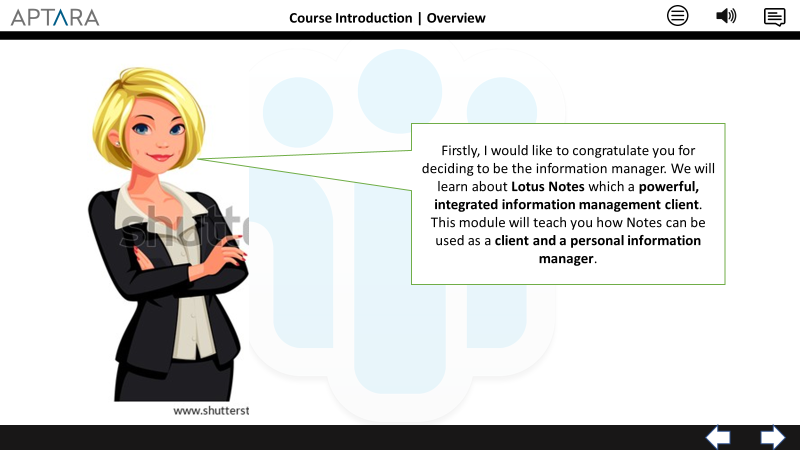 APTARA
Course Introduction | Overview
Firstly, I would like to congratulate you for
deciding to be the information manager. We will
learn about Lotus Notes which a powerful,
integrated information management client.
This module will teach you how Notes can be
used as a client and a personal information
manager.
shutt
www.shutterst